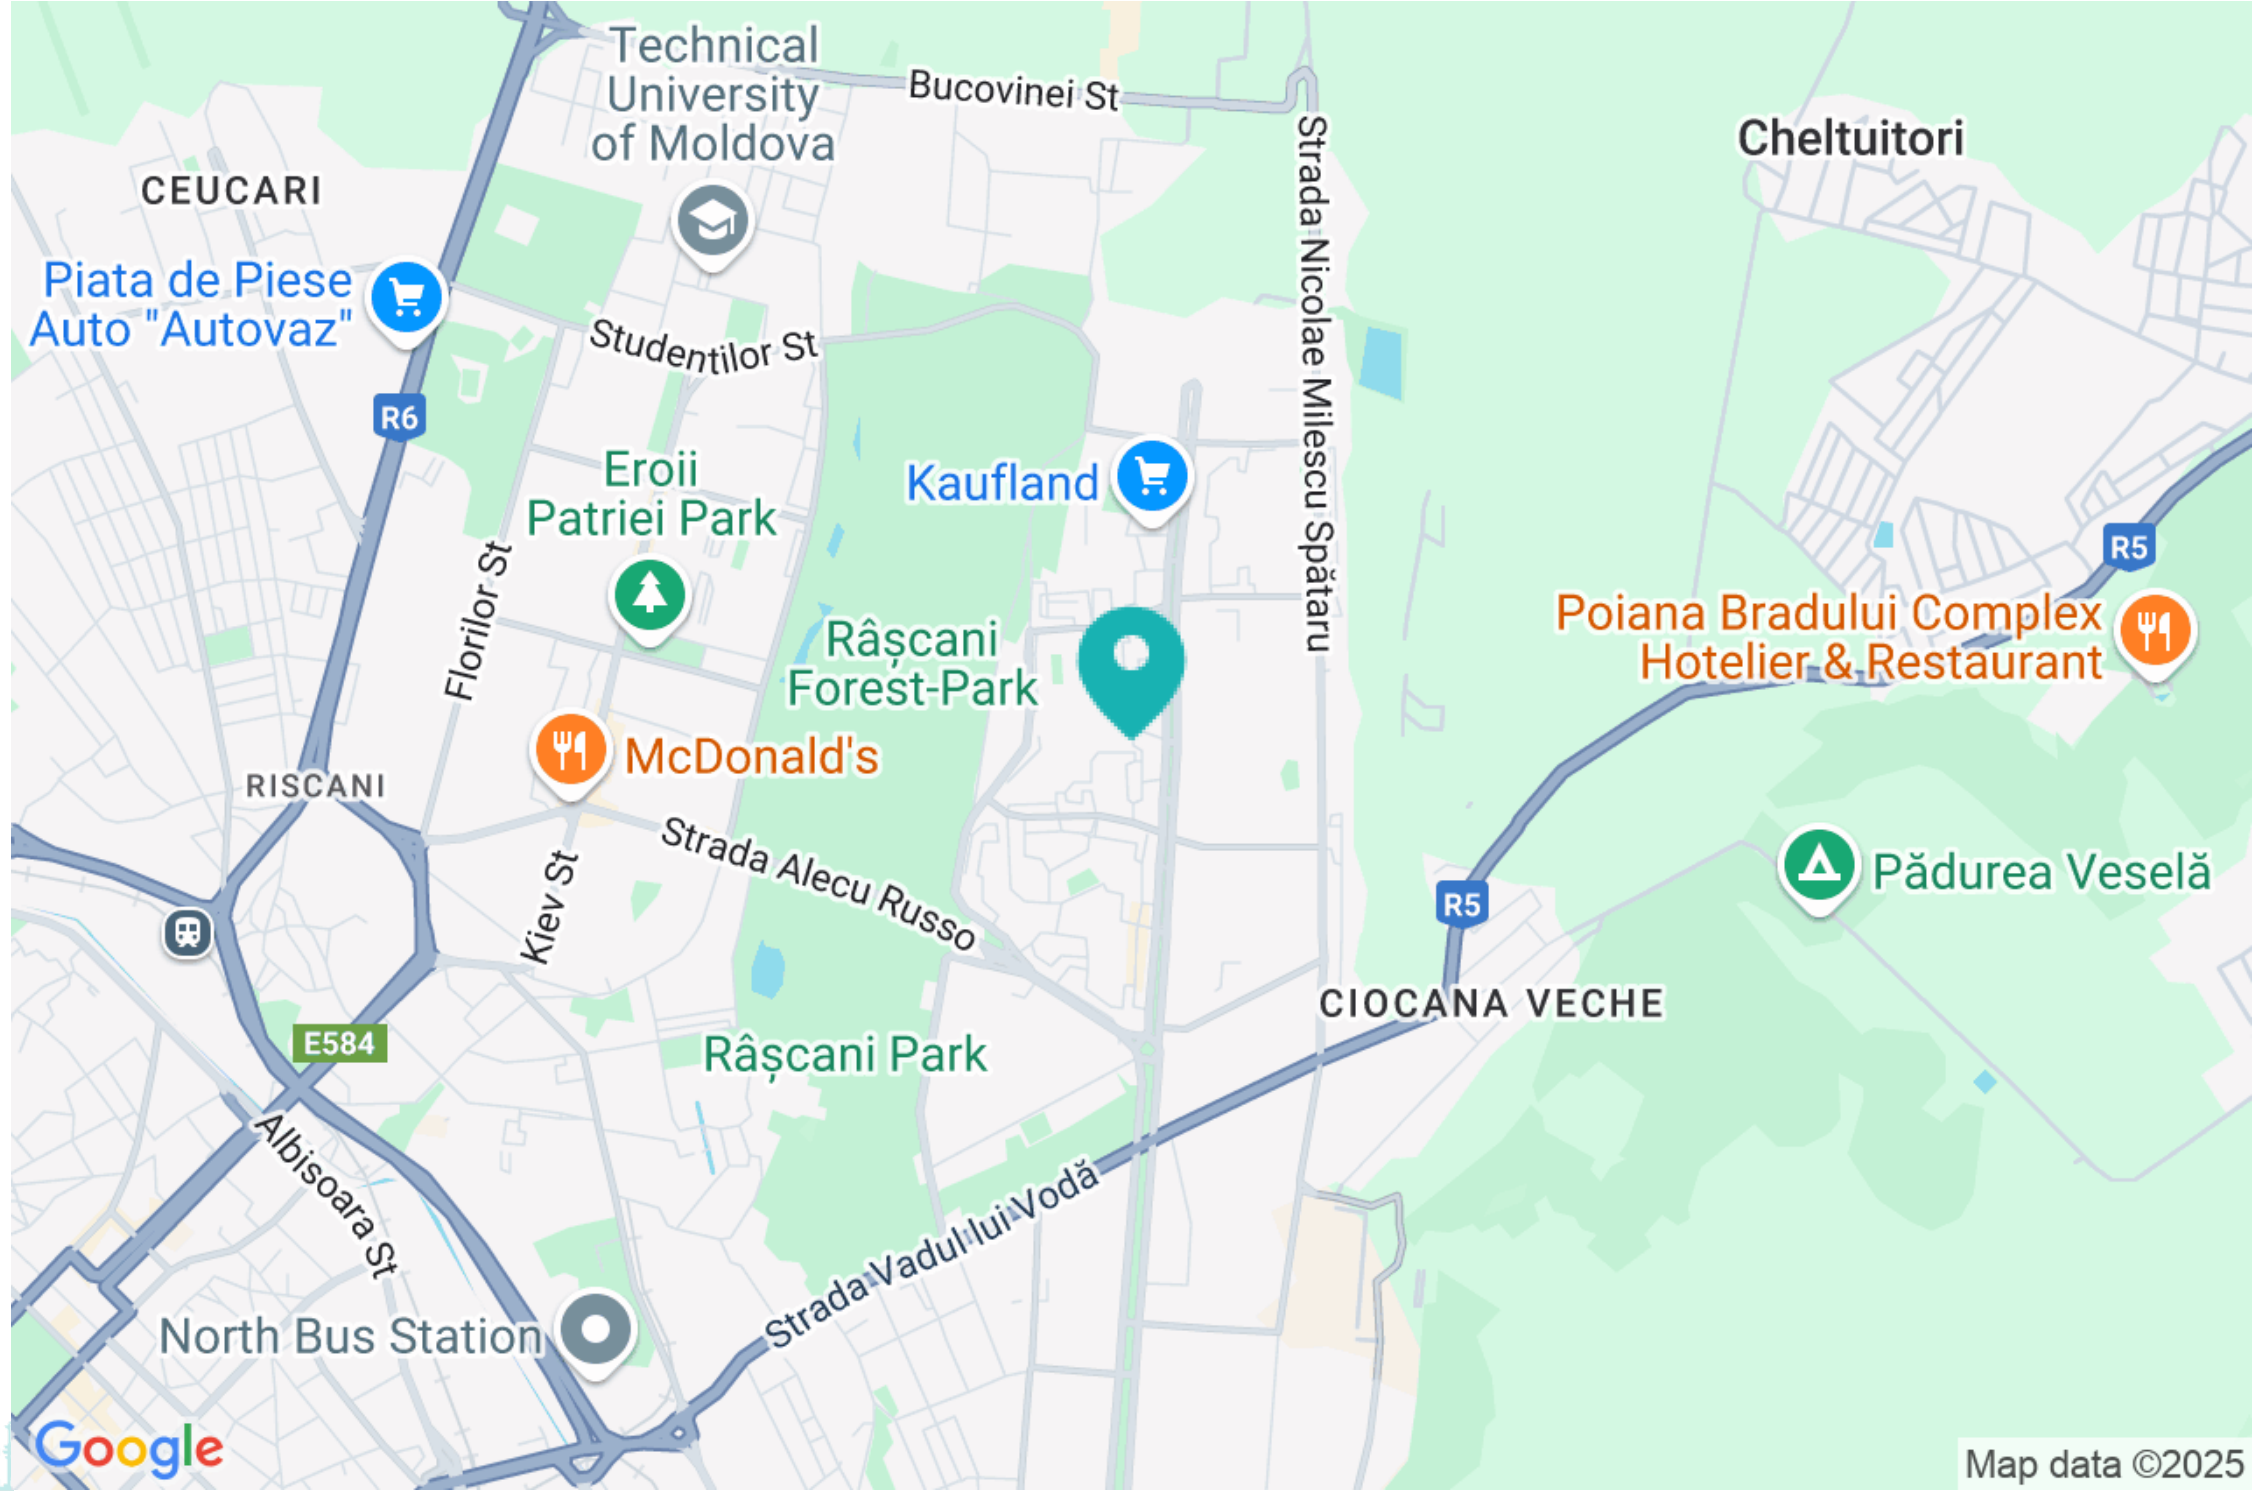 Technical
University
of Moldova
Bucovinei St
Cheltuitori
CEUCARI
Strada Nicolae Milescu Spătaru
Piata de Piese
Auto "Autovaz"
Studentilor St
R6
Eroii
Patriei Park
Kaufland
R5
Florilor St
Râșcani
Forest-Park
Poiana Bradului Complex
Hotelier & Restaurant
McDonald's
RISCANI
Strada Alecu Russo
Kiev St
Pădurea Veselă
R5
CIOCANA VECHE
E584
Râșcani Park
Albisoara St
Strada Vadul lui Vodă
North Bus Station
Google
Map data ©2025